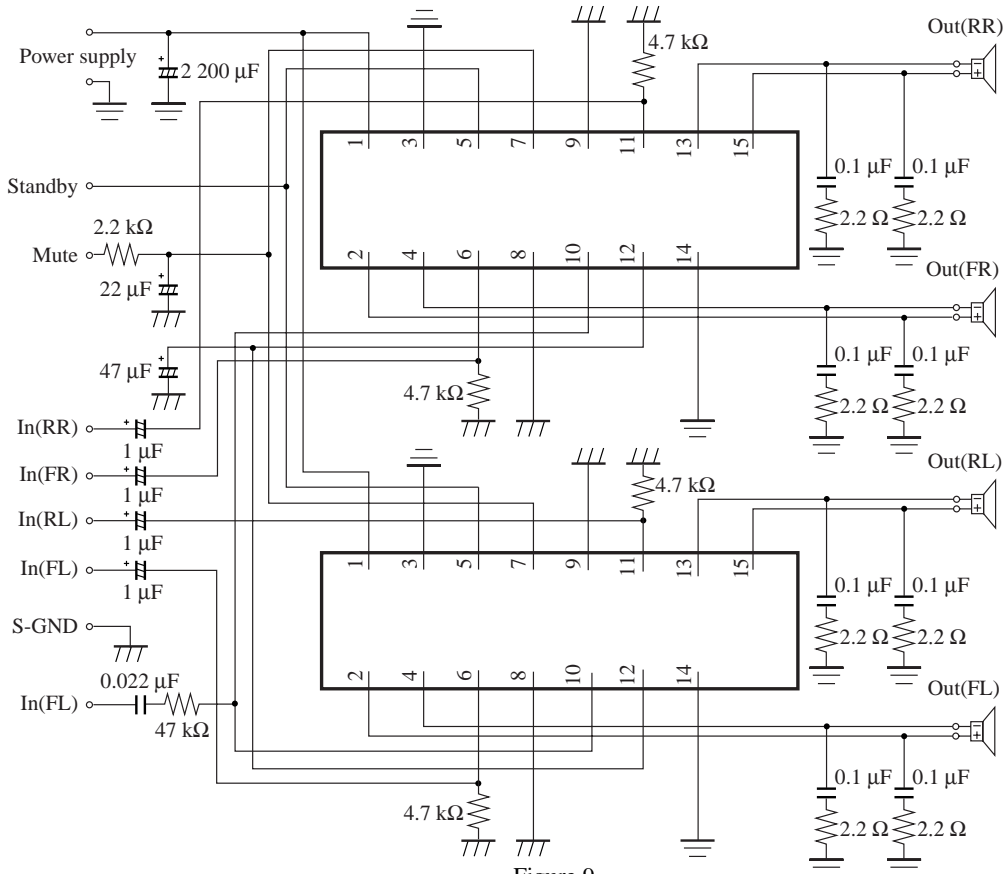 4.7 kΩ
Out(RR)
Power supply
+
2 200 μF
1 3 5 7 9 11 13 15
0.1 μF 0.1 μF
Standby
2.2 kΩ
2.2 Ω 2.2 Ω
Mute
2 4 6 8 10 12 14
Out(FR)
+
22 μF
+
47 μF
0.1 μF 0.1 μF
4.7 kΩ
2.2 Ω 2.2 Ω
In(RR)
+
1 μF
In(FR)
+
1 μF
Out(RL)
4.7 kΩ
In(RL)
+
1 μF
In(FL)
+
1 μF
1 3 5 7 9 11 13 15
0.1 μF 0.1 μF
S-GND
2.2 Ω 2.2 Ω
0.022 μF
2 4 6 8 10 12 14
Out(FL)
In(FL)
47 kΩ
0.1 μF 0.1 μF
4.7 kΩ
2.2 Ω 2.2 Ω
Figure 9